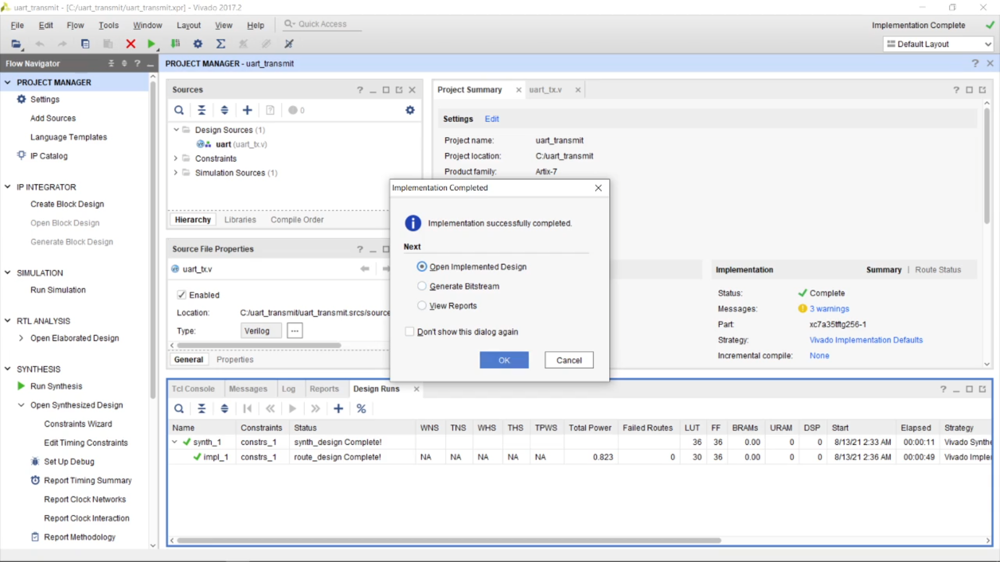 uart_transmit - [C:/uart_transmit/uart_transmit.xpr] - Vivado 2017.2
File Edit Flow Tools Window Layout View Help Quick Access
Implementation Complete
Default Layout
Flow Navigator
PROJECT MANAGER - uart_transmit
PROJECT MANAGER
Settings
Add Sources
Language Templates
IP Catalog
IP INTEGRATOR
Create Block Design
Open Block Design
Generate Block Design
SIMULATION
Run Simulation
RTL ANALYSIS
Open Elaborated Design
SYNTHESIS
Run Synthesis
Open Synthesized Design
Constraints Wizard
Edit Timing Constraints
Set Up Debug
Report Timing Summary
Report Clock Networks
Report Clock Interaction
Report Methodology
Sources
0
Design Sources (1)
uart (uart_tx.v)
Constraints
Simulation Sources (1)
Hierarchy Libraries Compile Order
Source File Properties
uart_tx.v
Enabled
Location: C:/uart_transmit/uart_transmit.srcs/source
Type: Verilog ...
General Properties
Project Summary uart_tx.v
Settings Edit
Project name: uart_transmit
Project location: C:/uart_transmit
Product family: Artix-7
Implementation Summary | Route Status
Status: Complete
Messages: 3 warnings
Part: xc7a35tftg256-1
Strategy: Vivado Implementation Defaults
Incremental compile: None
Implementation Completed
Implementation successfully completed.
Next
Open Implemented Design
Generate Bitstream
View Reports
Don't show this dialog again
OK Cancel
Tcl Console Messages Log Reports Design Runs
Name Constraints Status WNS TNS WHS THS TPWS Total Power Failed Routes LUT FF BRAMs URAM DSP Start Elapsed Strategy
synth_1 constrs_1 synth_design Complete! 36 36 0.00 0 0 8/13/21 2:33 AM 00:00:11 Vivado Synthe
impl_1 constrs_1 route_design Complete! NA NA NA NA NA 0.823 0 30 36 0.00 0 0 8/13/21 2:36 AM 00:00:49 Vivado Imple